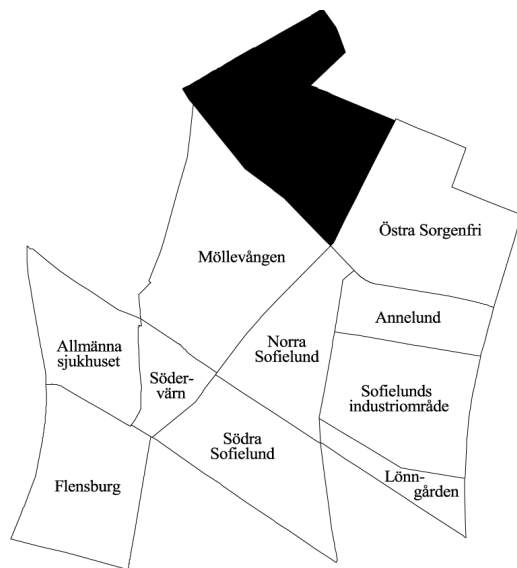 Östra Sorgenfri
Möllevången
Annelund
Norra
Sofielund
Allmänna
sjukhuset
Söder-
värn
Sofielunds
industriområde
Södra
Sofielund
Lönn-
gården
Flensburg